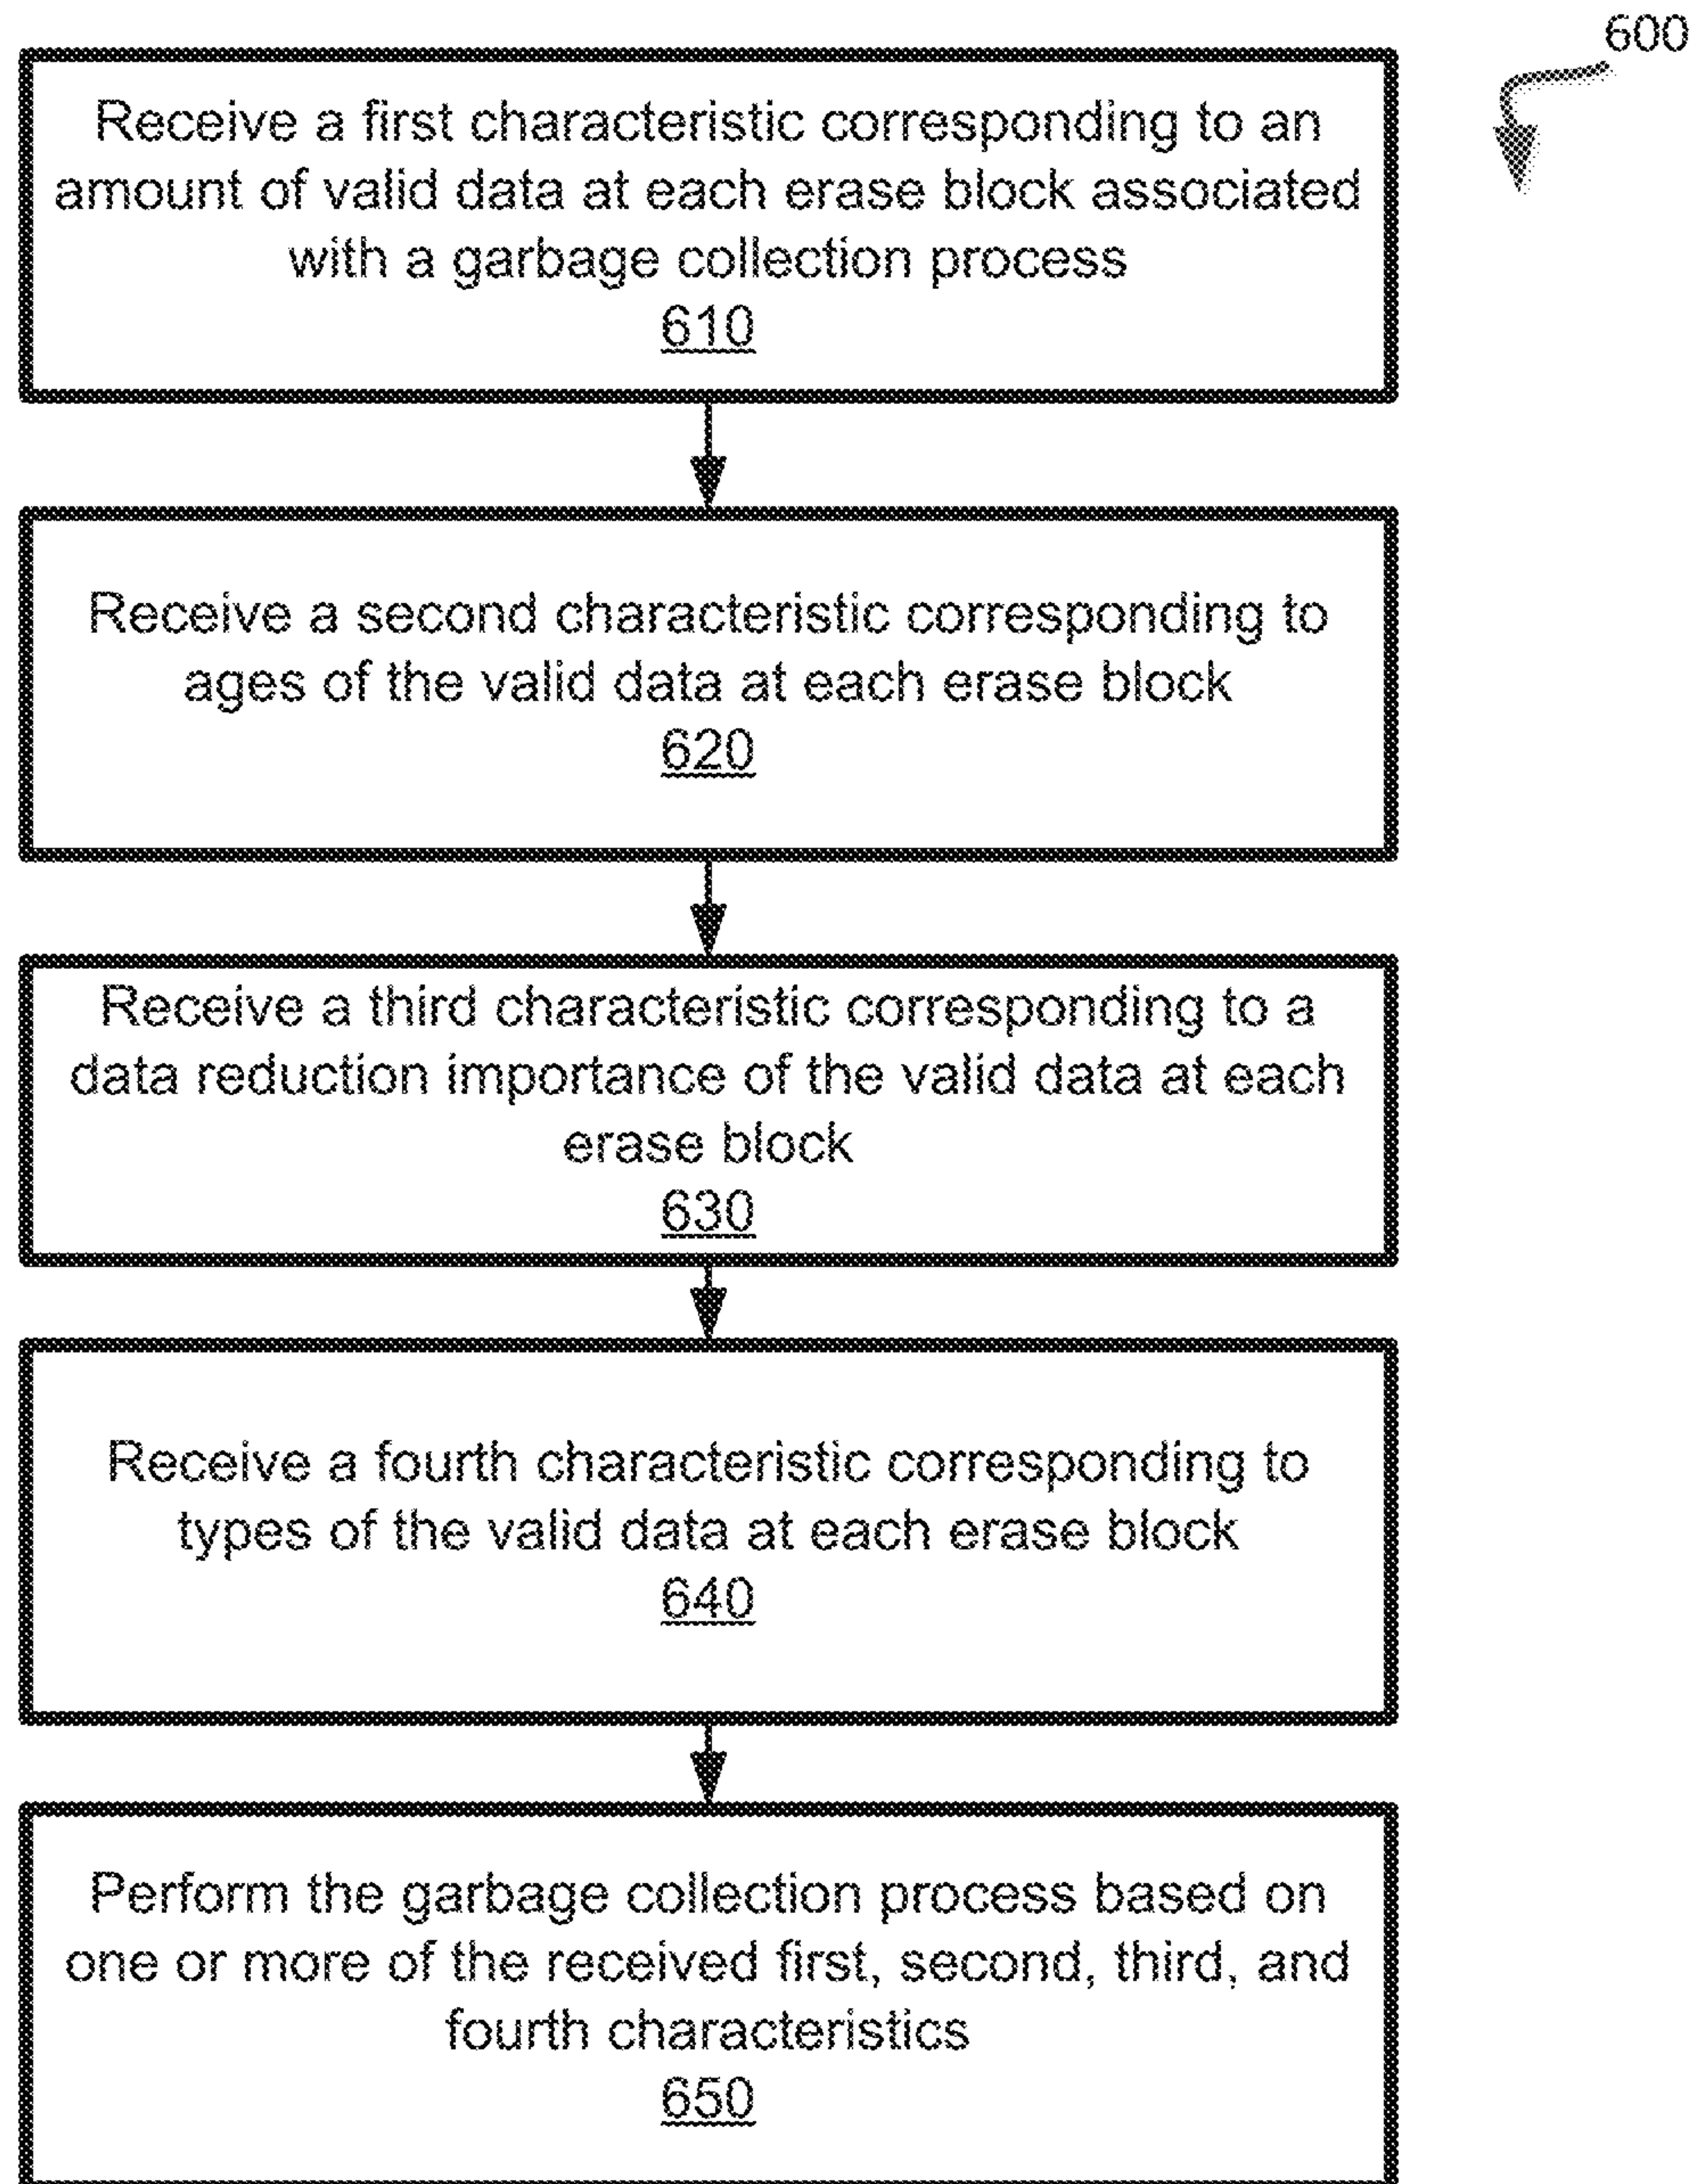 600
Receive a first characteristic corresponding to an
amount of valid data at each erase block associated
with a garbage collection process
610
Receive a second characteristic corresponding to
ages of the valid data at each erase block
620
Receive a third characteristic corresponding to a
data reduction importance of the valid data at each
erase block
630
Receive a fourth characteristic corresponding to
types of the valid data at each erase block
640
Perform the garbage collection process based on
one or more of the received first, second, third, and
fourth characteristics
650